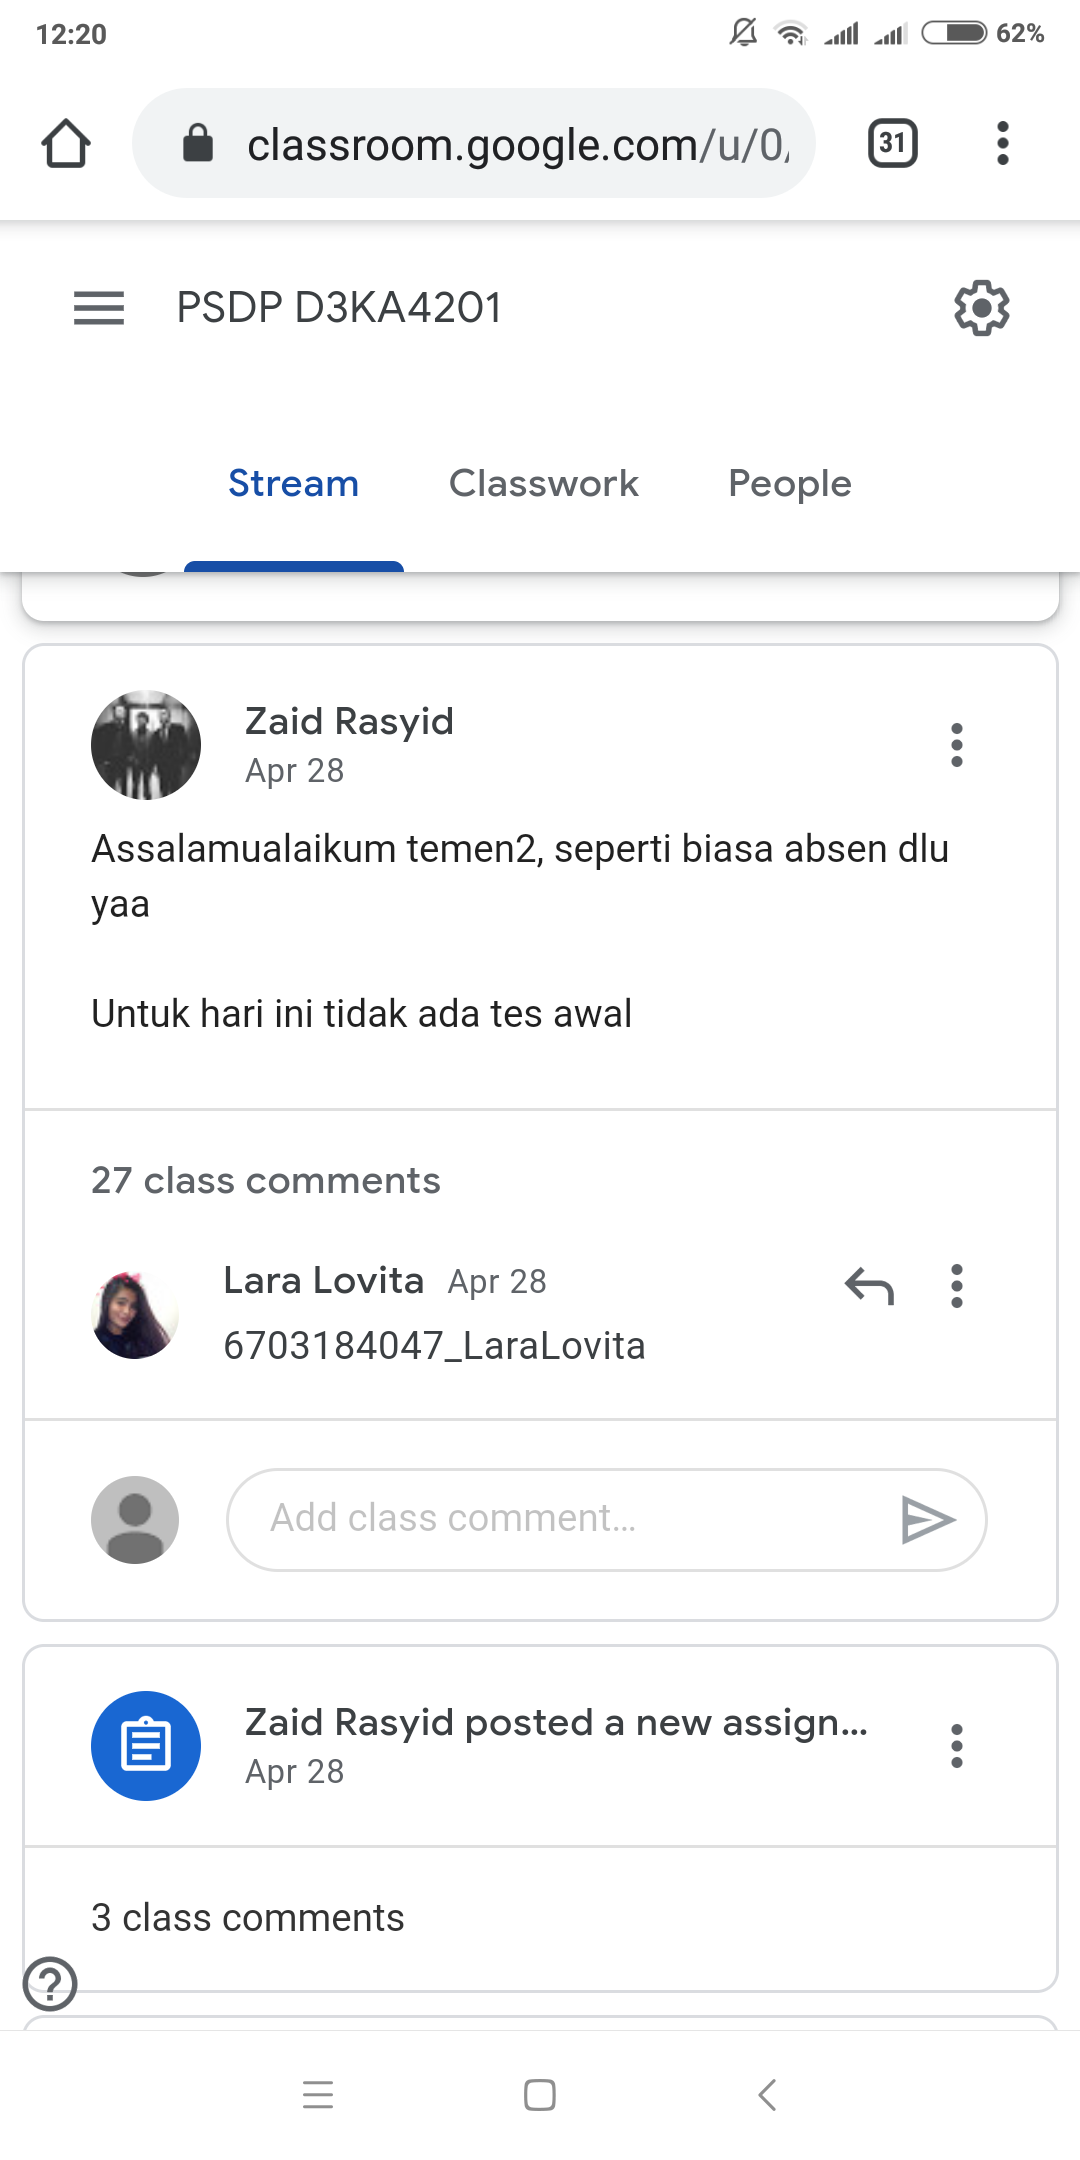 12:20
62%
classroom.google.com/u/0/
31
PSDP D3KA4201
Stream
Classwork
People
Zaid Rasyid
Apr 28
Assalamualaikum temen2, seperti biasa absen dlu
yaa
Untuk hari ini tidak ada tes awal
27 class comments
Lara Lovita Apr 28
6703184047_LaraLovita
Add class comment...
Zaid Rasyid posted a new assign...
Apr 28
3 class comments
?